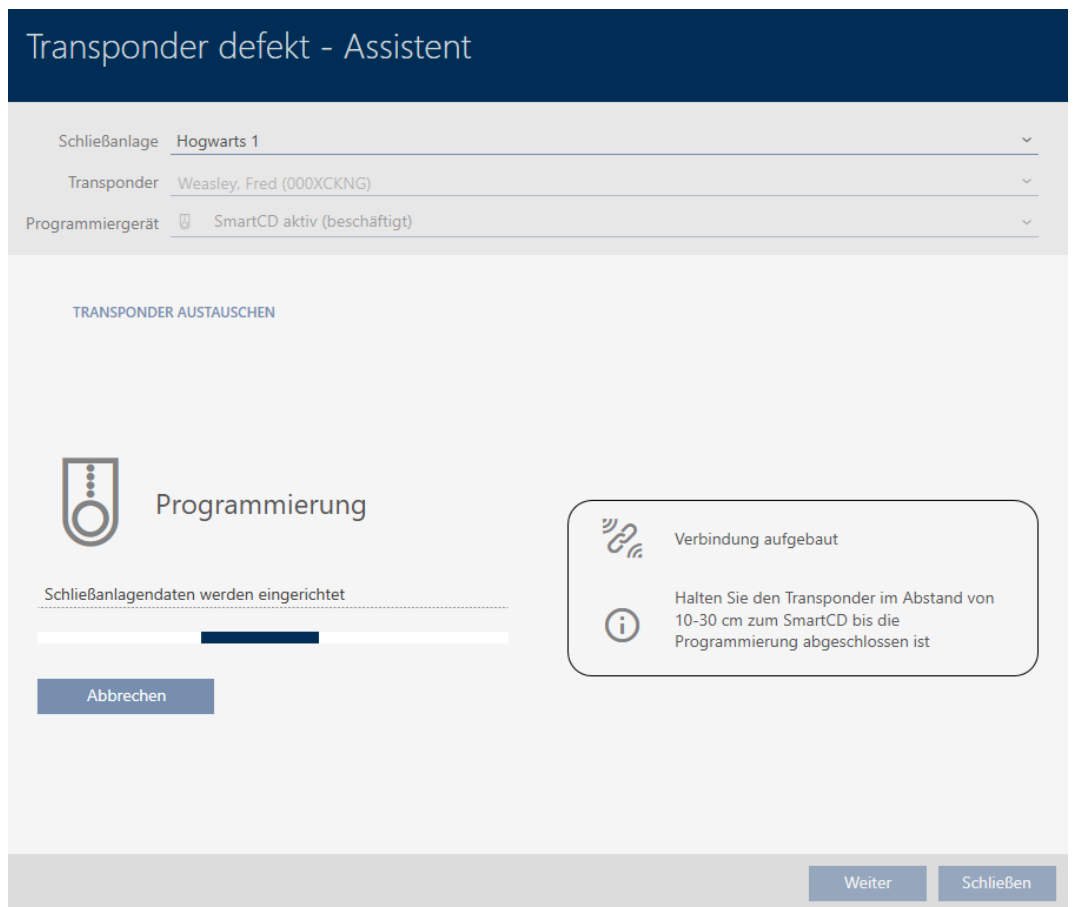 Transponder defekt - Assistent
Schließanlage Hogwarts 1
Transponder Weasley, Fred (000XCKNG)
Programmiergerät SmartCD aktiv (beschäftigt)
TRANSPONDER AUSTAUSCHEN
Programmierung
Schließanlagendaten werden eingerichtet
Abbrechen
Verbindung aufgebaut
Halten Sie den Transponder im Abstand von
10-30 cm zum SmartCD bis die
Programmierung abgeschlossen ist
Weiter Schließen